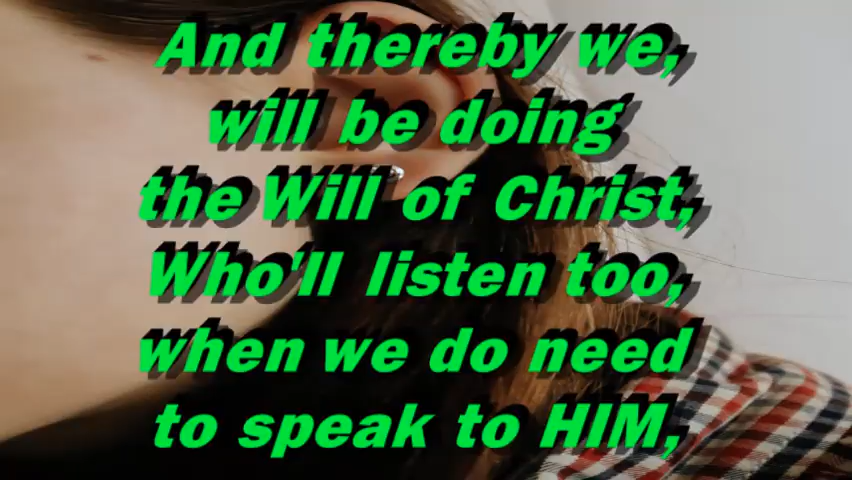 And thereby we,
will be doing
the Will of Christ,
Who'll listen too,
when we do need
to speak to HIM,